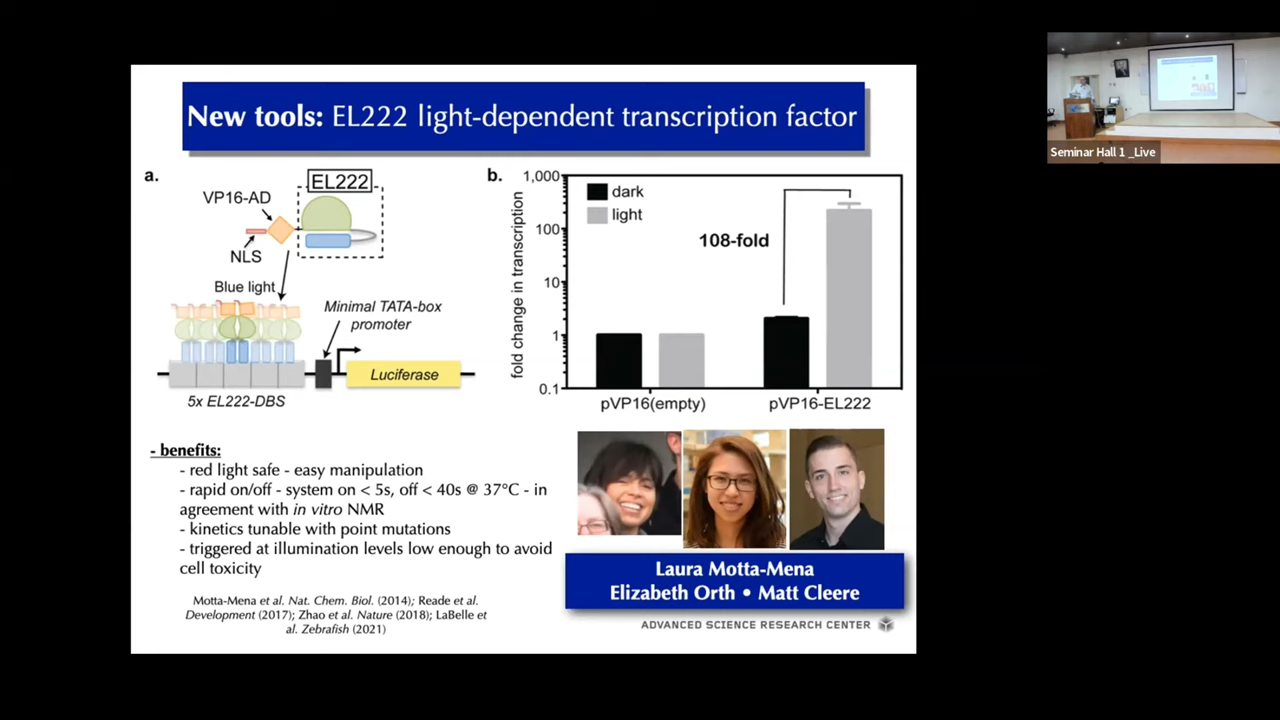 New tools: EL222 light-dependent transcription factor
a.
EL222
VP16-AD
NLS
Blue light
Minimal TATA-box
promoter
Luciferase
5x EL222-DBS
b.
fold change in transcription
1,000
100
10
1
0.1
dark
light
108-fold
pVP16(empty)
pVP16-EL222
- benefits:
- red light safe - easy manipulation
- rapid on/off - system on < 5s, off < 40s @ 37°C - in
agreement with in vitro NMR
- kinetics tunable with point mutations
- triggered at illumination levels low enough to avoid
cell toxicity
Motta-Mena et al. Nat. Chem. Biol. (2014); Reade et al.
Development (2017); Zhao et al. Nature (2018); LaBelle et
al. Zebrafish (2021)
Laura Motta-Mena
Elizabeth Orth • Matt Cleere
ADVANCED SCIENCE RESEARCH CENTER
Seminar Hall 1 _Live